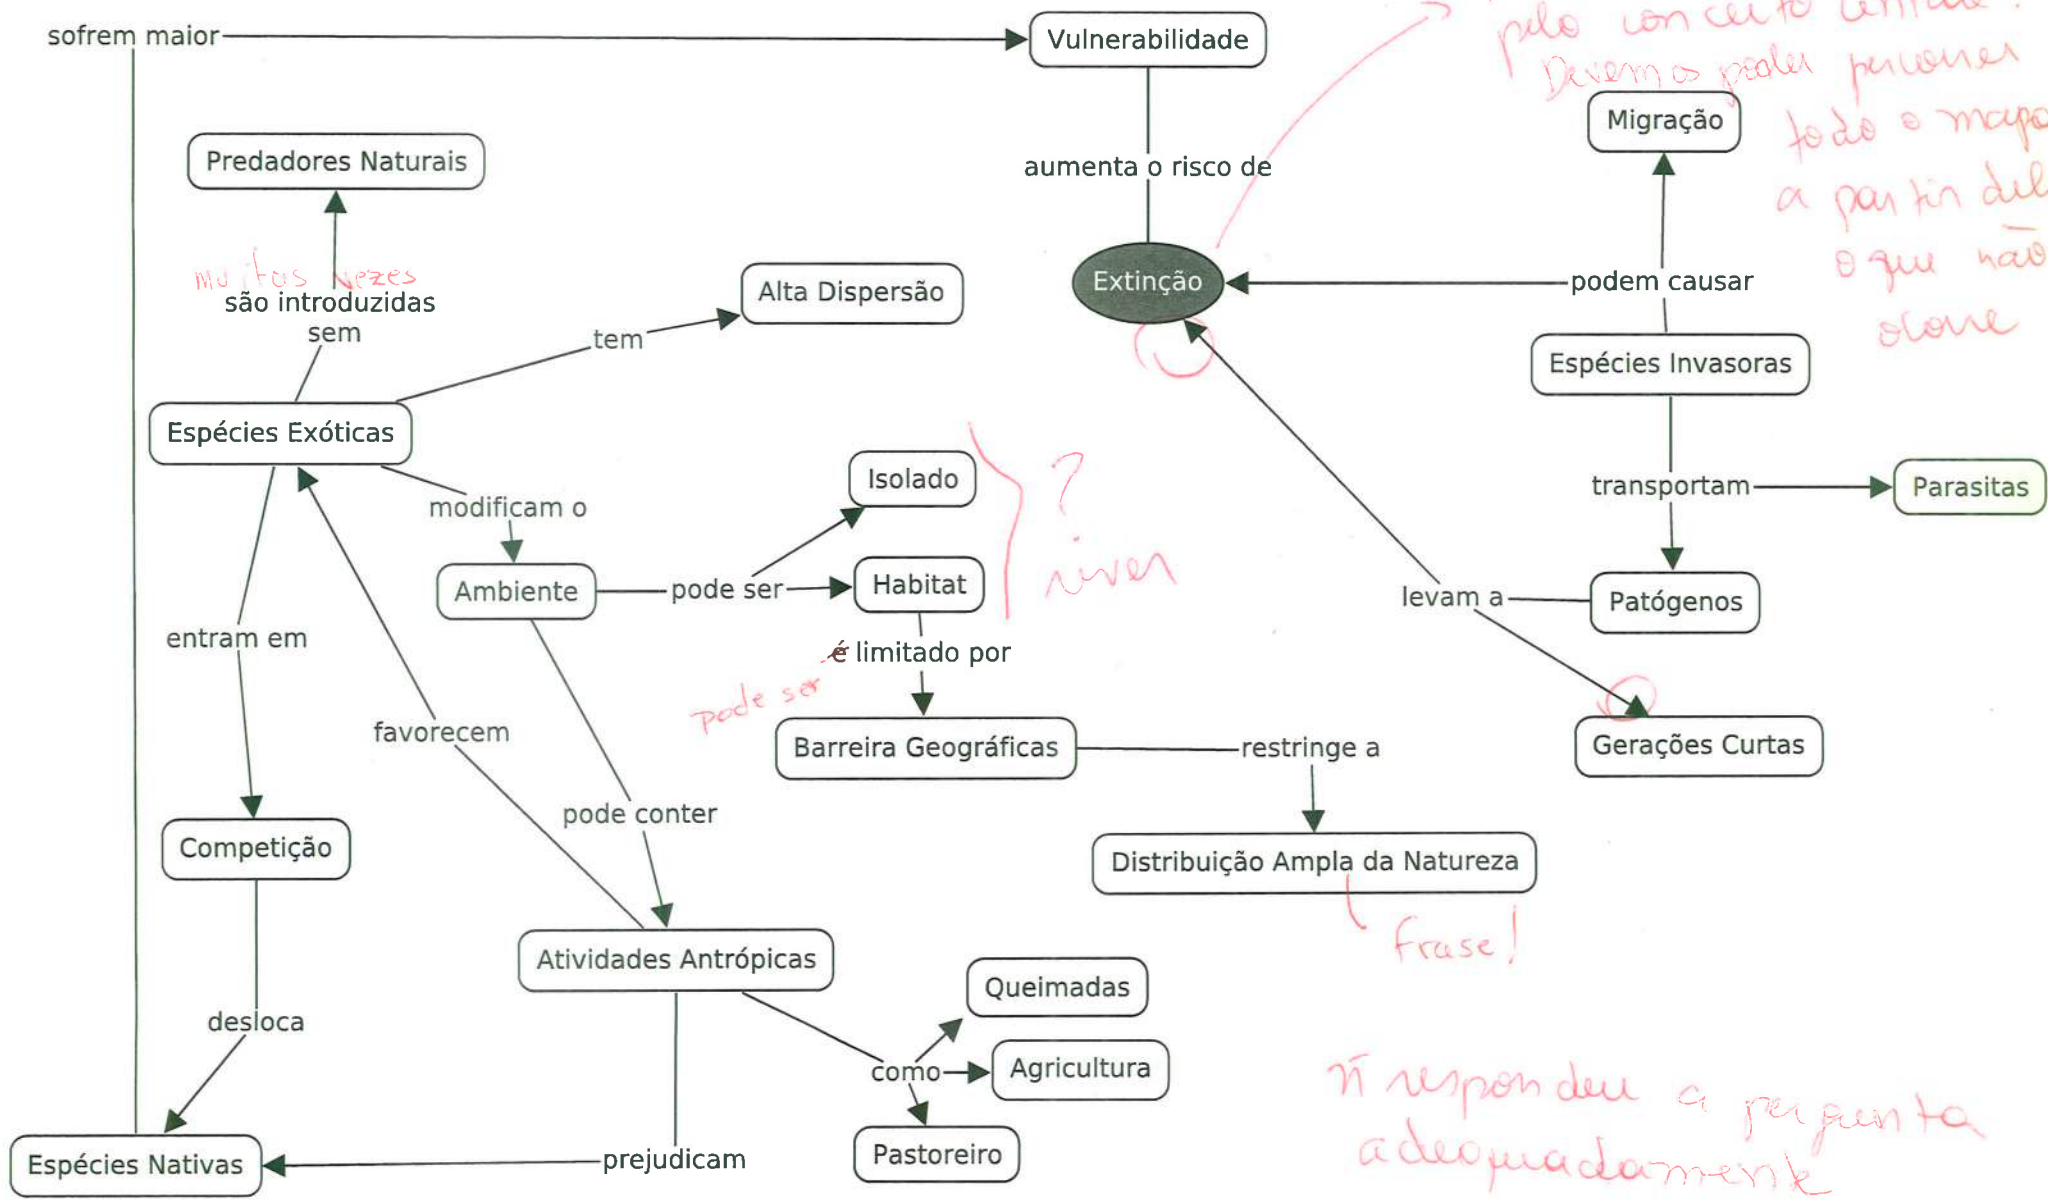 sofrem maior
Vulnerabilidade
pelo conceito central.
Devemos poder percorrer
todo o mapa
a partir
o que não
ocorre
Migração
Predadores Naturais
aumenta o risco de
Muitas vezes
são introduzidas
sem
Alta Dispersão
Extinção
podem causar
tem
Espécies Invasoras
Espécies Exóticas
Isolado
?
rever
modificam o
transportam
Parasitas
Ambiente
pode ser
Habitat
levam a
Patógenos
entram em
é limitado por
pode ser
favorecem
Barreira Geográficas
restringe a
Gerações Curtas
pode conter
Competição
Distribuição Ampla da Natureza
frase!
Atividades Antrópicas
Queimadas
desloca
como
Agricultura
Pastoreiro
Espécies Nativas
prejudicam
ñ respondeu a pergunta
adequadamente